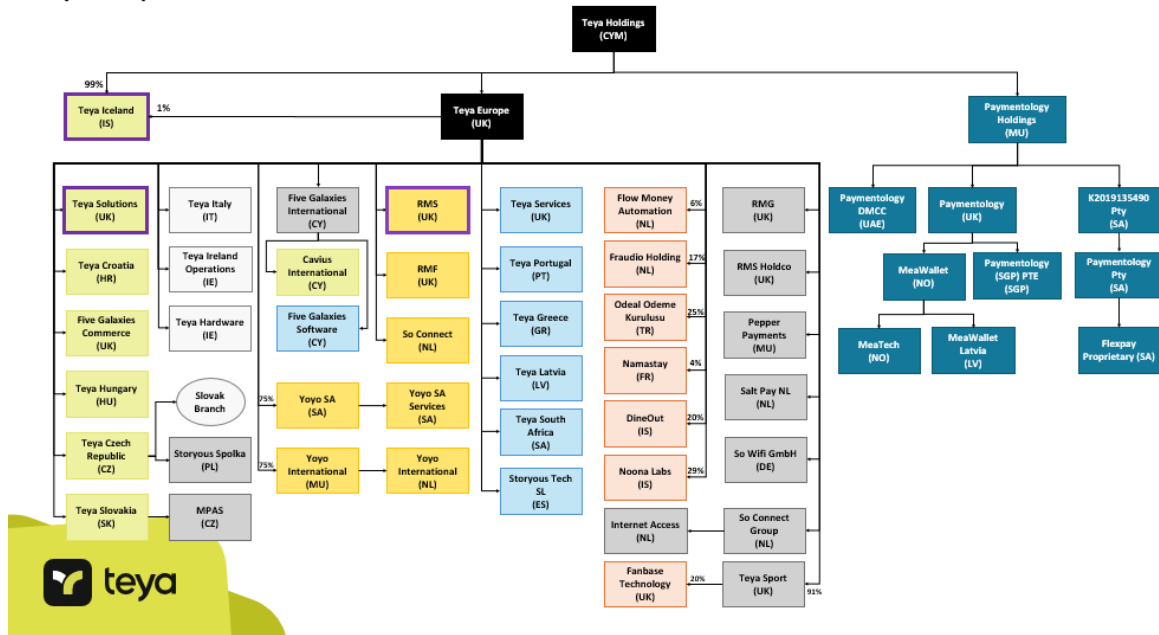 Teya Holdings
(CYM)
99%
Teya Iceland
(IS)
1%
Teya Europe
(UK)
Paymentology
Holdings
(MU)
Teya Solutions
(UK)
Teya Italy
(IT)
Five Galaxies
International
(CY)
RMS
(UK)
Teya Services
(UK)
Flow Money
Automation
(NL)
6%
RMG
(UK)
Paymentology
DMCC
(UAE)
Paymentology
(UK)
K2019135490
Pty
(SA)
Teya Croatia
(HR)
Teya Ireland
Operations
(IE)
Cavius
International
(CY)
RMF
(UK)
Teya Portugal
(PT)
Fraudio Holding
(NL)
17%
RMS Holdco
(UK)
MeaWallet
(NO)
Paymentology
(SGP) PTE
(SGP)
Paymentology
Pty
(SA)
Five Galaxies
Commerce
(UK)
Teya Hardware
(IE)
Five Galaxies
Software
(CY)
So Connect
(NL)
Teya Greece
(GR)
Odeal Odeme
Kurulusu
(TR)
25%
Pepper
Payments
(MU)
MeaTech
(NO)
MeaWallet
Latvia
(LV)
Flexpay
Proprietary (SA)
Teya Hungary
(HU)
Slovak
Branch
75%
Yoyo SA
(SA)
Yoyo SA
Services
(SA)
Teya Latvia
(LV)
Namastay
(FR)
4%
Salt Pay NL
(NL)
Teya Czech
Republic
(CZ)
Storyous Spolka
(PL)
75%
Yoyo
International
(MU)
Yoyo
International
(NL)
Teya South
Africa
(SA)
DineOut
(IS)
20%
So Wifi GmbH
(DE)
Teya Slovakia
(SK)
MPAS
(CZ)
Storyous Tech
SL
(ES)
Noona Labs
(IS)
29%
Internet Access
(NL)
So Connect
Group
(NL)
Fanbase
Technology
(UK)
20%
Teya Sport
(UK)
91%
teya